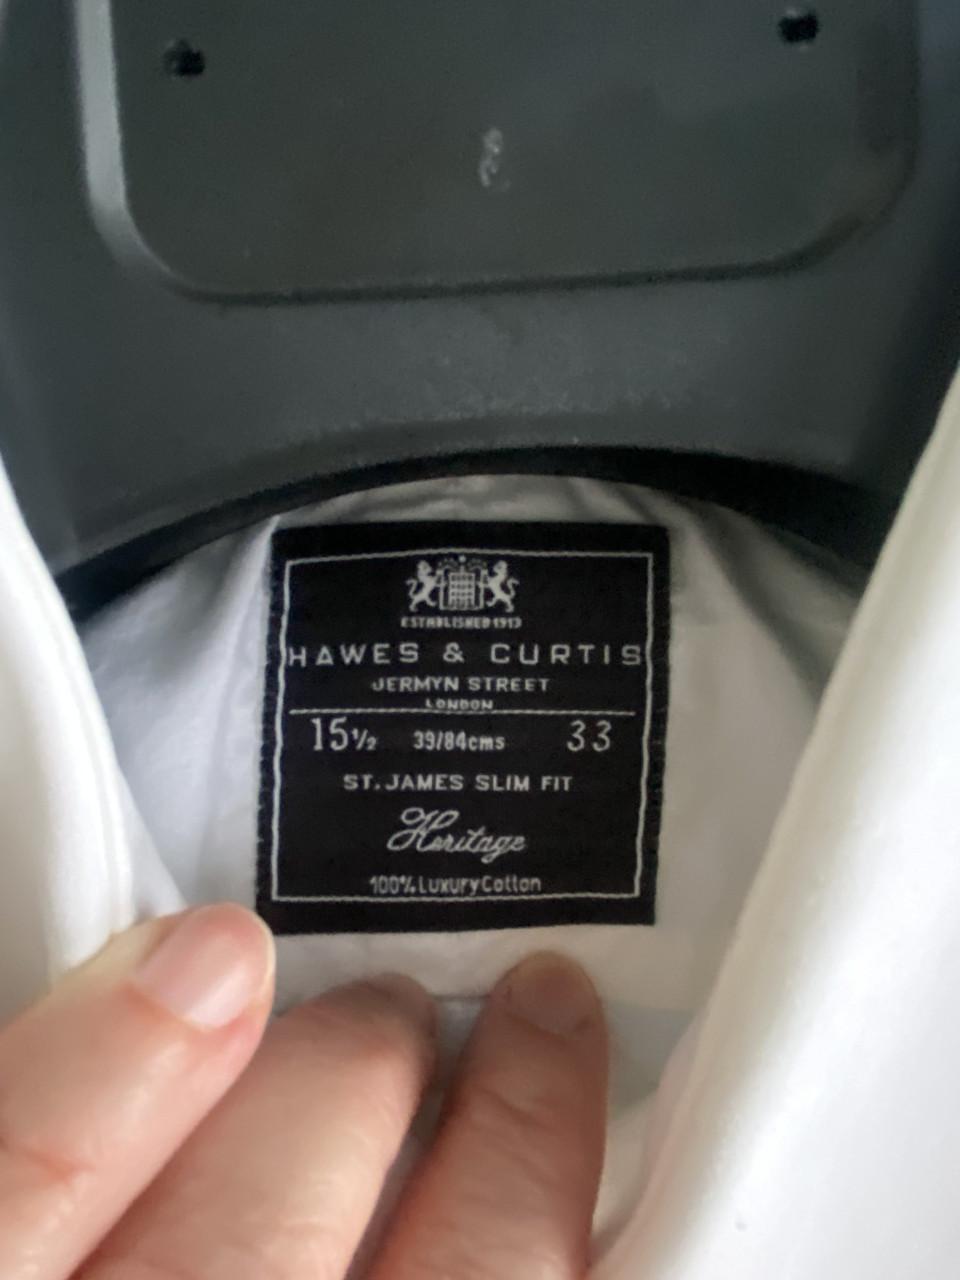 ESTABLISHED 1913
HAWES & CURTIS
JERMYN STREET
LONDON
15½ 39/84cms 33
ST. JAMES SLIM FIT
Heritage
100% Luxury Cotton